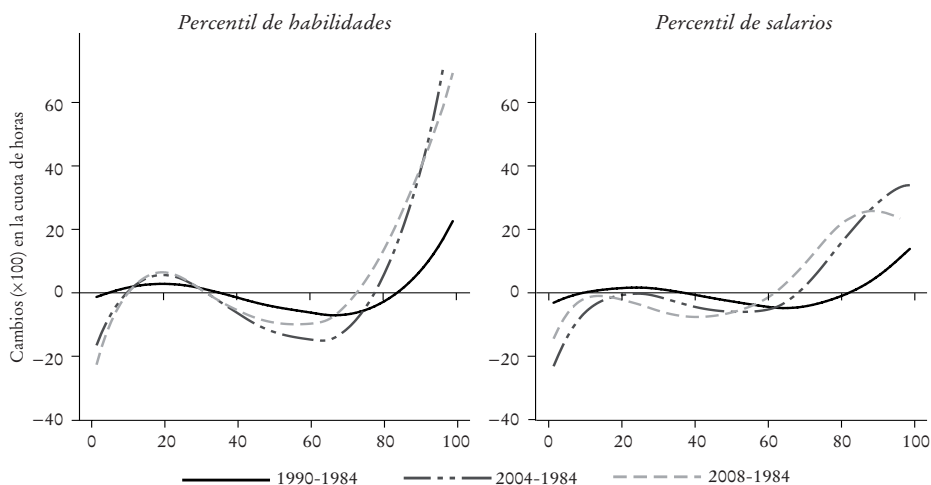 Percentil de habilidades
Percentil de salarios
Cambios (×100) en la cuota de horas
60
40
20
0
−20
−40
0 20 40 60 80 100
60
40
20
0
−20
−40
0 20 40 60 80 100
1990-1984 2004-1984 2008-1984